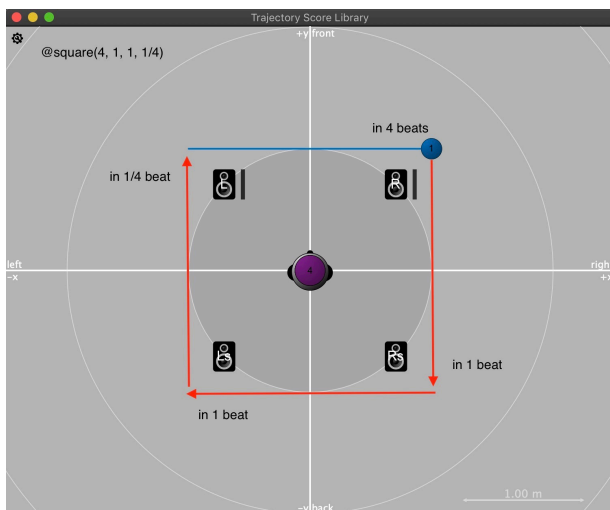 Trajectory Score Library
+y front
@square(4, 1, 1, 1/4)
in 4 beats
1
in 1/4 beat
L
R
left
-x
4
right
+x
Ls
Rs
in 1 beat
in 1 beat
1.00 m
-y back